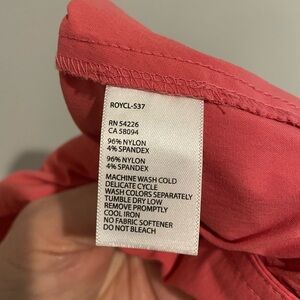 ROYCL-537
RN 54226
CA 58094
96% NYLON
4% SPANDEX
96% NYLON
4% SPANDEX
MACHINE WASH COLD
DELICATE CYCLE
WASH COLORS SEPARATELY
TUMBLE DRY LOW
REMOVE PROMPTLY
COOL IRON
NO FABRIC SOFTENER
DO NOT BLEACH